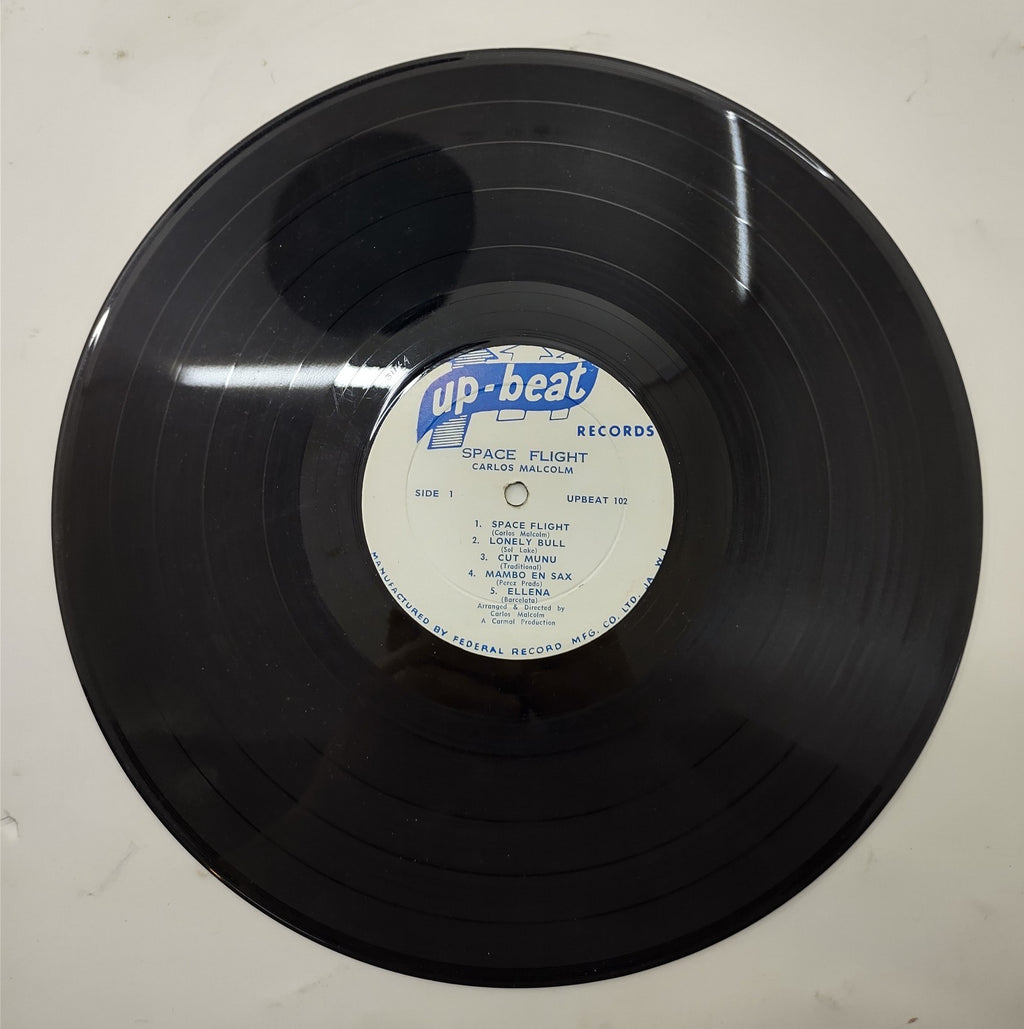 up-beat
RECORDS
SPACE FLIGHT
CARLOS MALCOLM
SIDE 1
UPBEAT 102
1. SPACE FLIGHT
(Carlos Malcolm)
2. LONELY BULL
(Sol Lake)
3. CUT MUNU
(Traditional)
4. MAMBO EN SAX
(Perez Prado)
5. ELLENA
(Barcelata)
Arranged & Directed by
Carlos Malcolm
A Carmal Production
MANUFACTURED BY FEDERAL RECORD MFG. CO. LTD. JA. W.I.